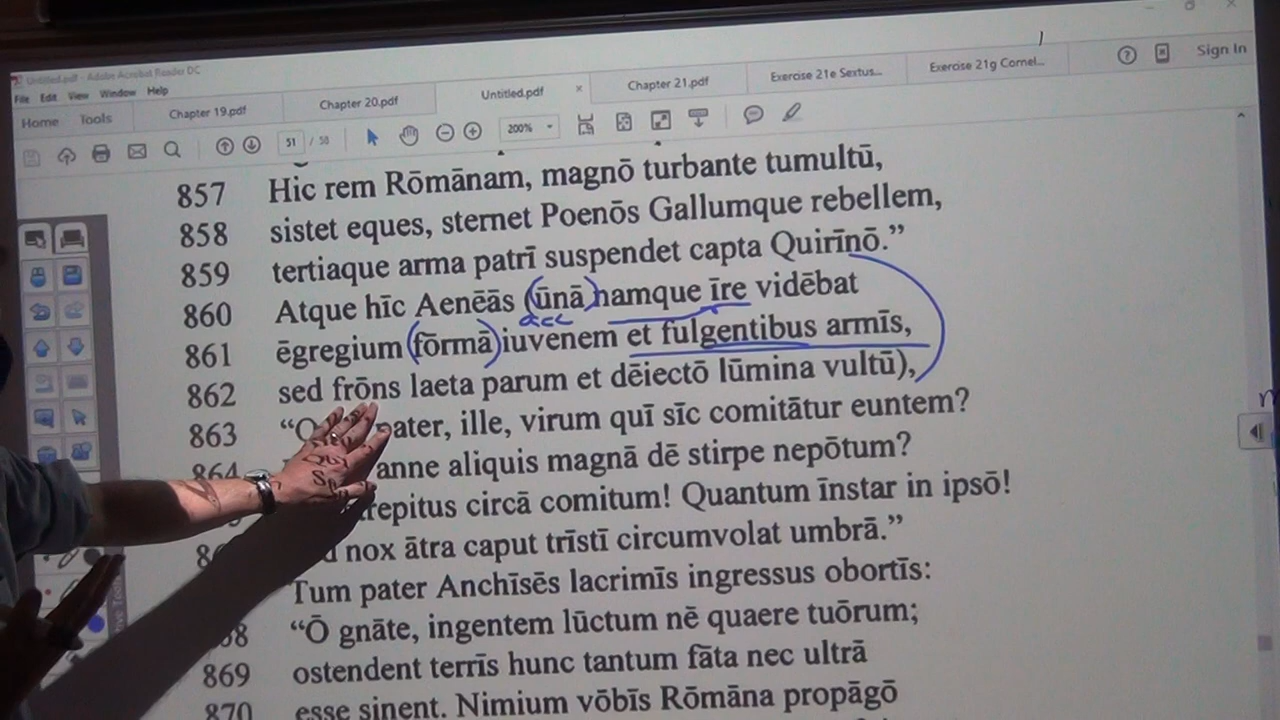 Untitled.pdf - Adobe Acrobat Reader DC
File Edit View Window Help
Home Tools Chapter 19.pdf Chapter 20.pdf Untitled.pdf × Chapter 21.pdf Exercise 21e Sextus... Exercise 21g Cornel... Sign In
51 / 58 200%
857 Hic rem Rōmānam, magnō turbante tumultū,
858 sistet eques, sternet Poenōs Gallumque rebellem,
859 tertiaque arma patrī suspendet capta Quirīnō.”
860 Atque hīc Aenēās (ūnā namque īre vidēbat
acc
861 ēgregium fōrmā iuvenem et fulgentibus armīs,
862 sed frōns laeta parum et dēiectō lūmina vultū),
863 pater, ille, virum quī sīc comitātur euntem?
864 anne aliquis magnā dē stirpe nepōtum?
circā comitum! Quantum īnstar in ipsō!
nox ātra caput trīstī circumvolat umbrā.”
Tum pater Anchīsēs lacrimīs ingressus obortīs:
“Ō gnāte, ingentem lūctum nē quaere tuōrum;
869 ostendent terrīs hunc tantum fāta nec ultrā
870 esse sinent. Nimium vōbīs Rōmāna propāgō